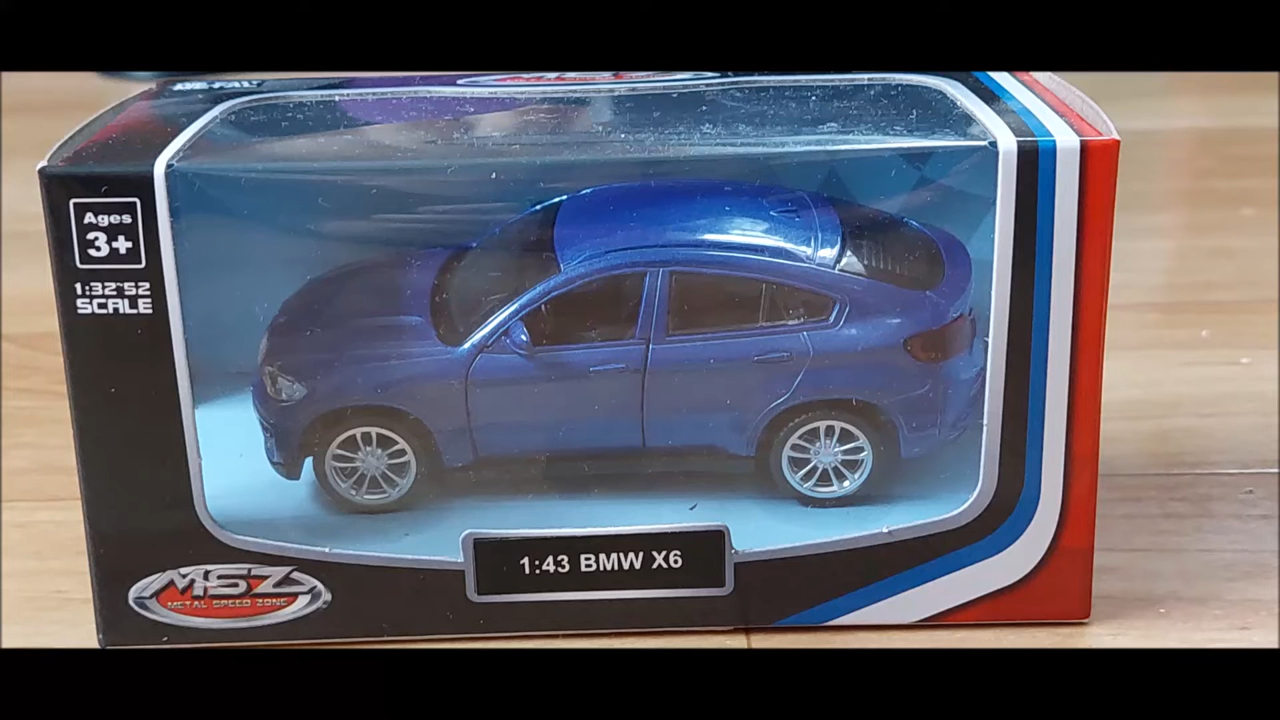 Ages
3+
1:32~52
SCALE
1:43 BMW X6
MSZ
METAL SPEED ZONE